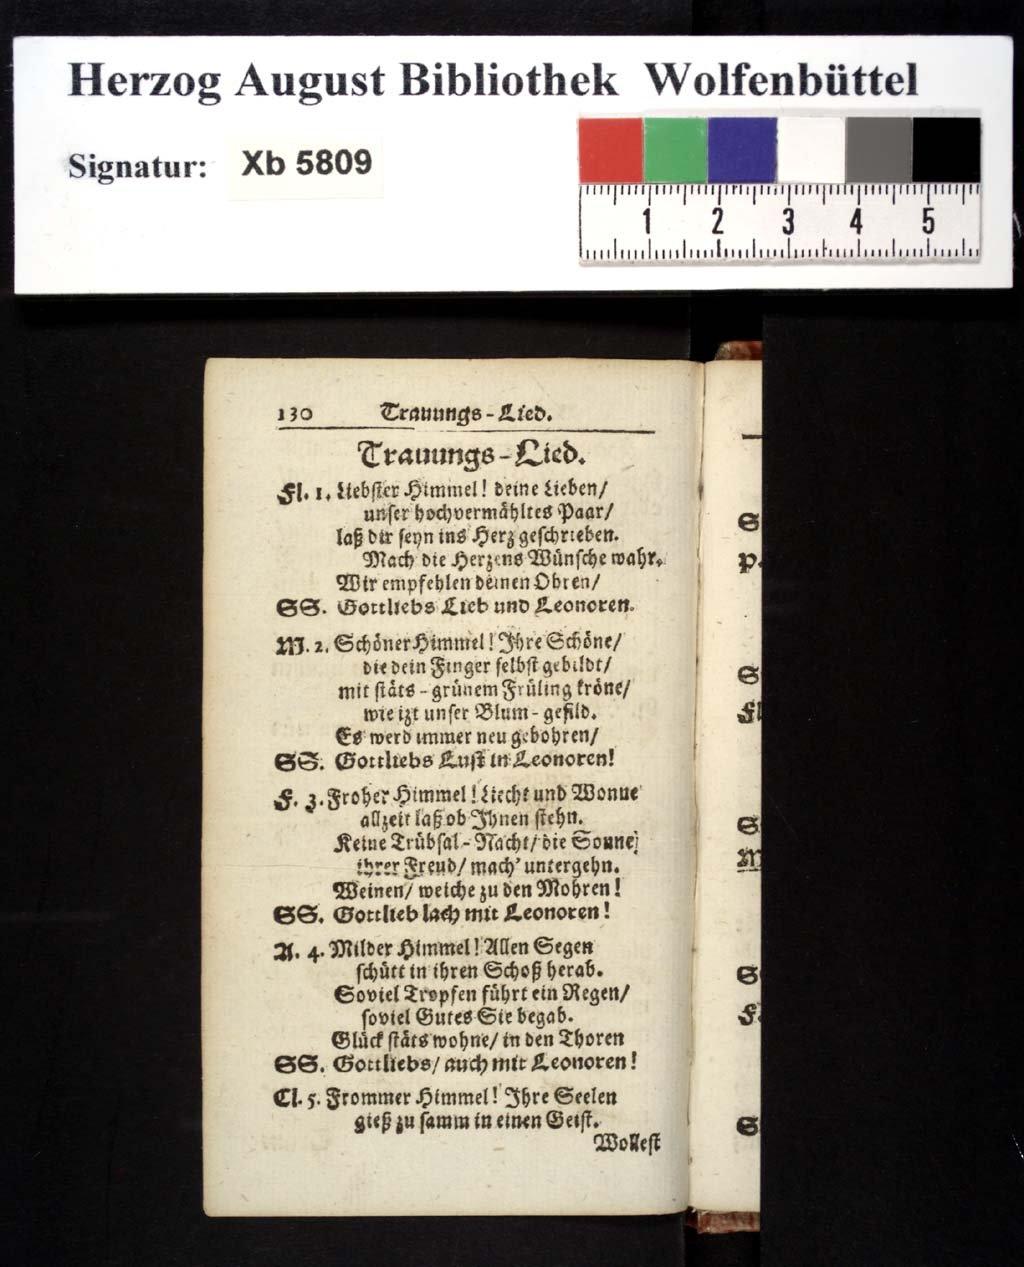 Herzog August Bibliothek Wolfenbüttel
Signatur: Xb 5809
1 2 3 4 5
130 Trauungs-Lied.
Trauungs-Lied.
Fl. 1. Liebster Himmel! deine Lieben/
unser hochvermähltes Paar/
laß dir seyn ins Herz geschrieben.
Mach die Herzens Wünsche wahr.
Wir empfehlen deinen Ohren/
SS. Gottliebs Lieb und Leonoren.
M. 2. Schöner Himmel! Ihre Schöne/
die dein Finger selbst gebildt/
mit stäts-grünem Früling kröne/
wie izt unser Blum-gefild.
Es werd immer neu gebohren/
SS. Gottliebs Lust in Leonoren!
F. 3. Froher Himmel! Liecht und Wonne
allzeit laß ob Ihnen stehn.
Keine Trübsal-Nacht/ die Sonne/
ihrer Freud/ mach' untergehn.
Weinen/ weiche zu den Mohren!
SS. Gottlieb lach mit Leonoren!
A. 4. Milder Himmel! Allen Segen
schütt in ihren Schoß herab.
Soviel Tropfen führt ein Regen/
soviel Gutes Sie begab.
Glück stäts wohne/ in den Thoren
SS. Gottliebs/ auch mit Leonoren!
Cl. 5. Frommer Himmel! Ihre Seelen
gieß zu samm in einen Geist.
Wollest
S
P.
S
Fl
S
M
S
F.
S